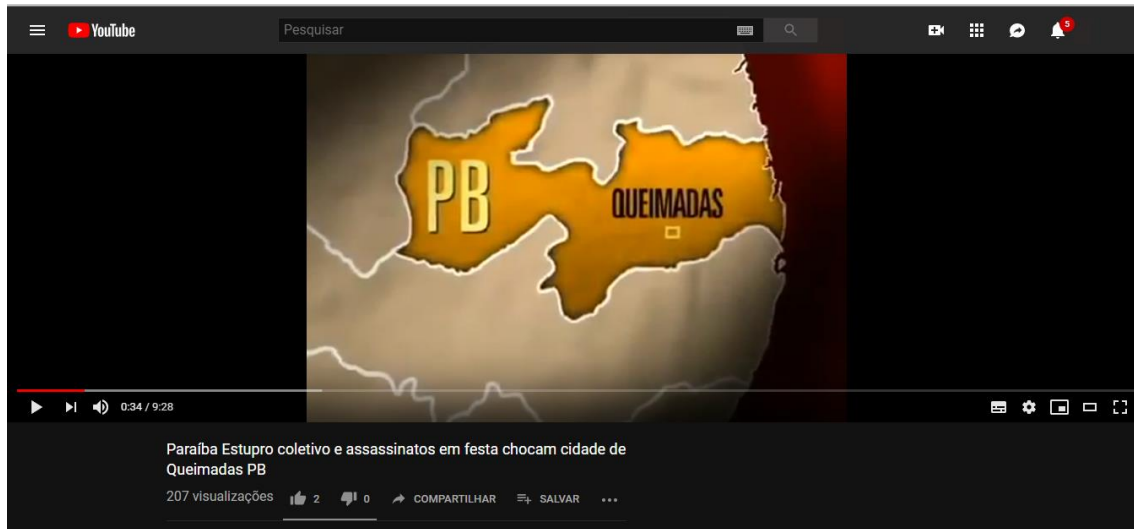 YouTube
Pesquisar
5
PB
QUEIMADAS
0:34 / 9:28
Paraíba Estupro coletivo e assassinatos em festa chocam cidade de
Queimadas PB
207 visualizações 2 0 COMPARTILHAR SALVAR